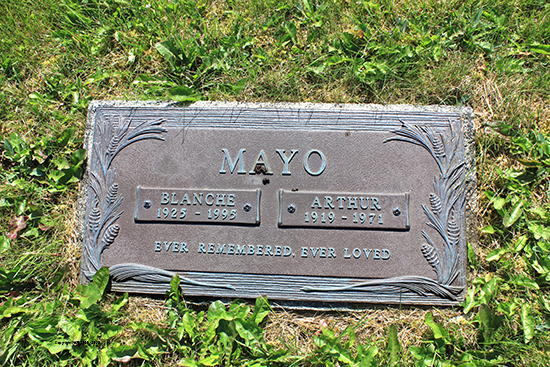 MAYO
BLANCHE
1925 - 1995
ARTHUR
1919 - 1971
EVER REMEMBERED, EVER LOVED